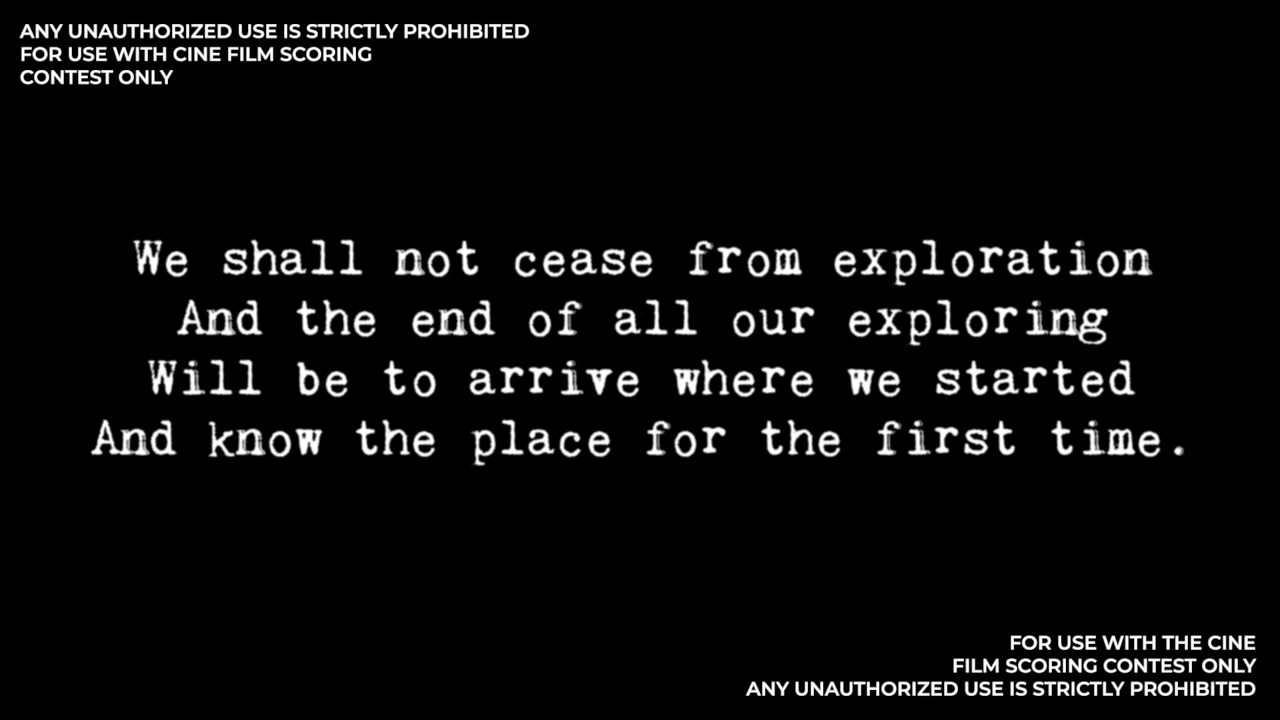 ANY UNAUTHORIZED USE IS STRICTLY PROHIBITED
FOR USE WITH CINE FILM SCORING
CONTEST ONLY
We shall not cease from exploration
And the end of all our exploring
Will be to arrive where we started
And know the place for the first time.
FOR USE WITH THE CINE
FILM SCORING CONTEST ONLY
ANY UNAUTHORIZED USE IS STRICTLY PROHIBITED